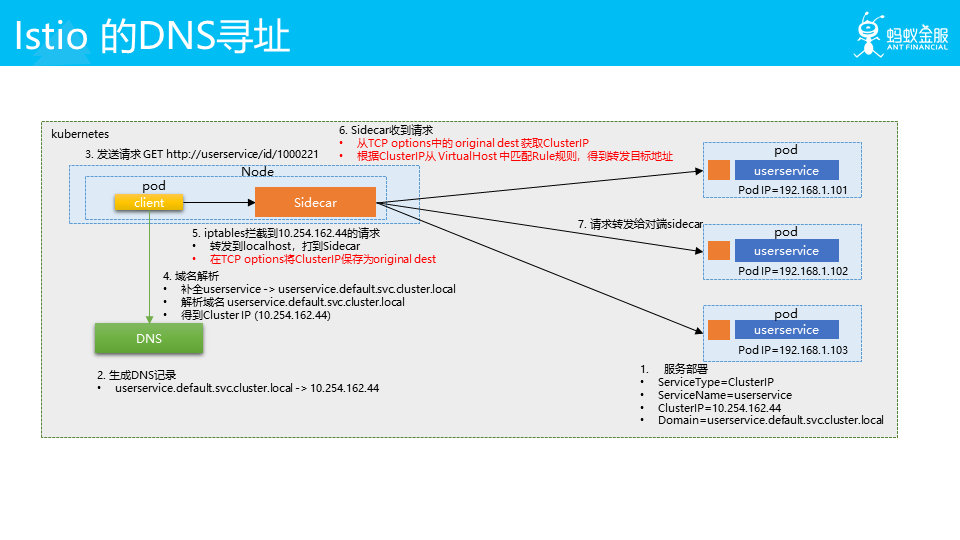 Istio 的DNS寻址
蚂蚁金服
ANT FINANCIAL
kubernetes
6. Sidecar收到请求
• 从TCP options中的 original dest 获取ClusterIP
• 根据ClusterIP从 VirtualHost 中匹配Rule规则，得到转发目标地址
3. 发送请求 GET http://userservice/id/1000221
Node
pod
client
Sidecar
pod
userservice
Pod IP=192.168.1.101
7. 请求转发给对端sidecar
pod
userservice
Pod IP=192.168.1.102
pod
userservice
Pod IP=192.168.1.103
5. iptables拦截到10.254.162.44的请求
• 转发到localhost，打到Sidecar
• 在TCP options将ClusterIP保存为original dest
4. 域名解析
• 补全userservice -> userservice.default.svc.cluster.local
• 解析域名 userservice.default.svc.cluster.local
• 得到Cluster IP (10.254.162.44)
DNS
2. 生成DNS记录
• userservice.default.svc.cluster.local -> 10.254.162.44
1. 服务部署
• ServiceType=ClusterIP
• ServiceName=userservice
• ClusterIP=10.254.162.44
• Domain=userservice.default.svc.cluster.local